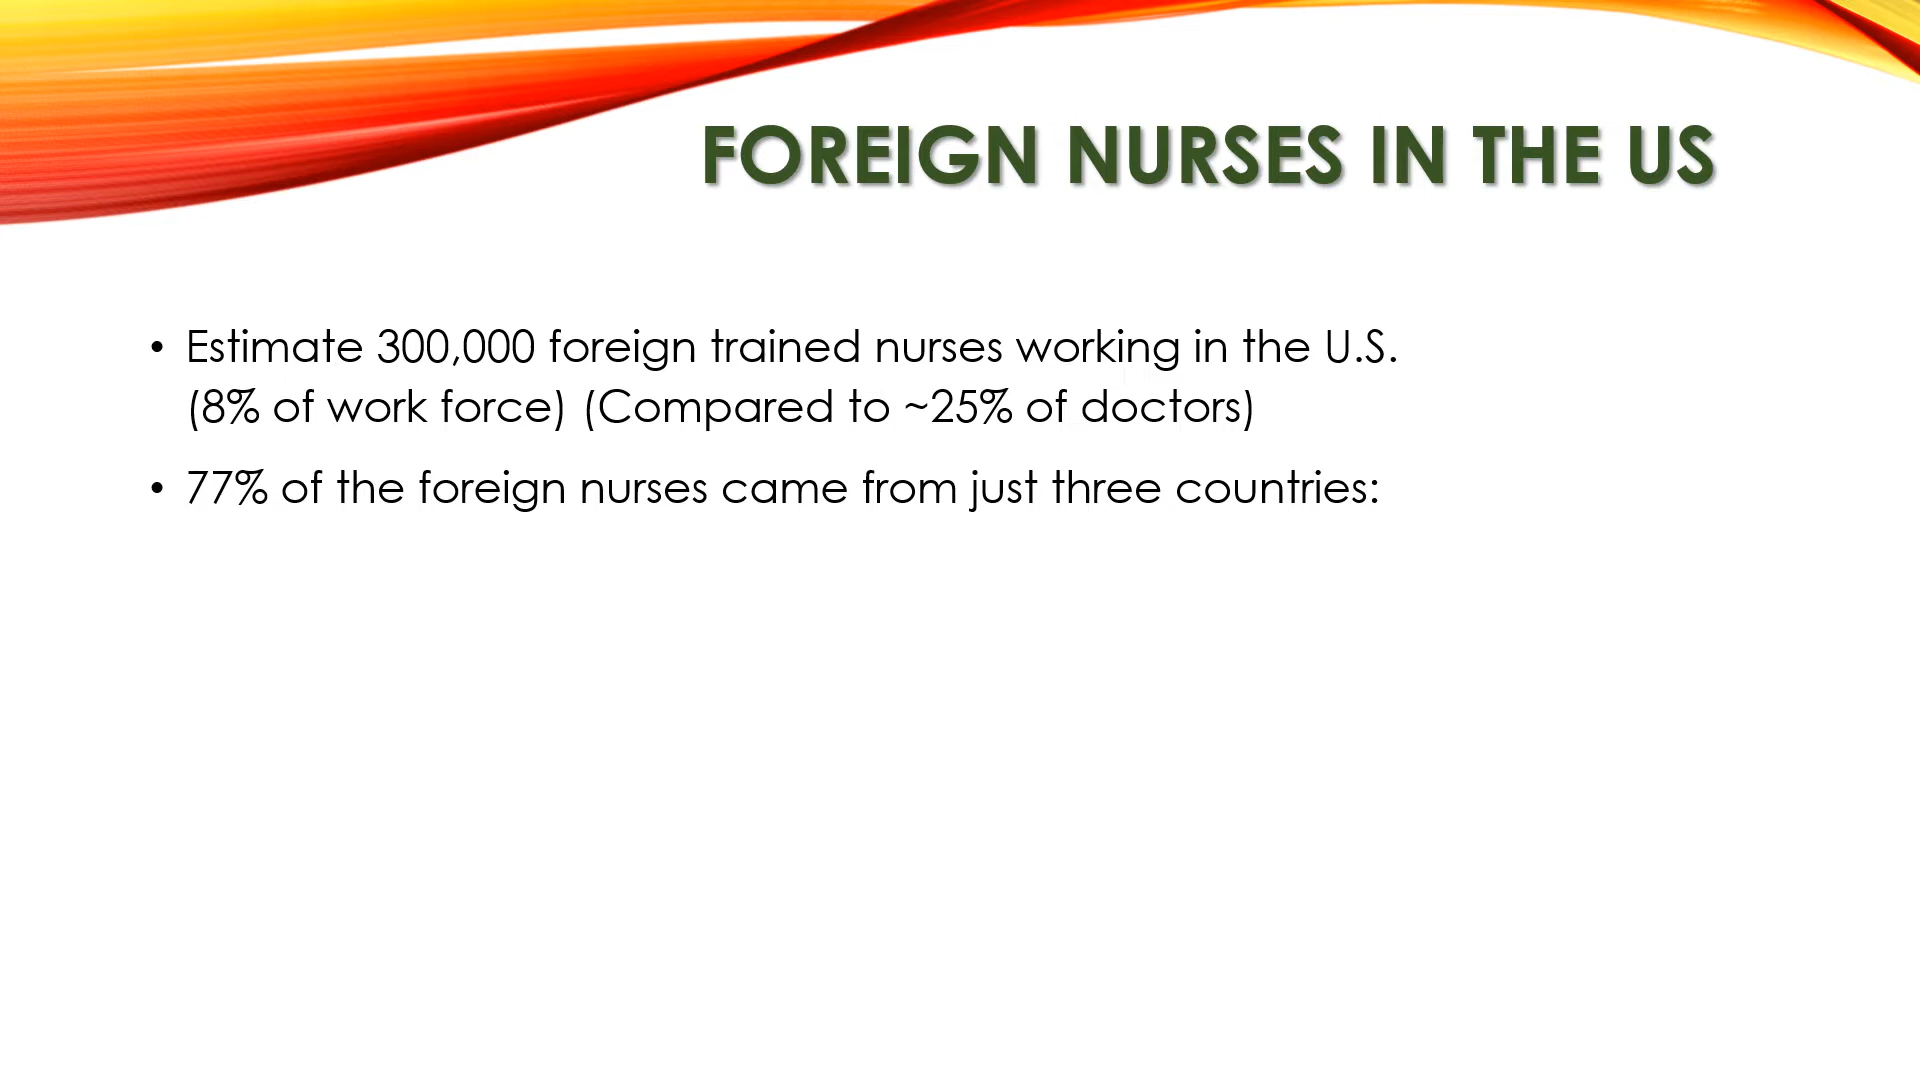 FOREIGN NURSES IN THE US
• Estimate 300,000 foreign trained nurses working in the U.S.
(8% of work force) (Compared to ~25% of doctors)
• 77% of the foreign nurses came from just three countries: